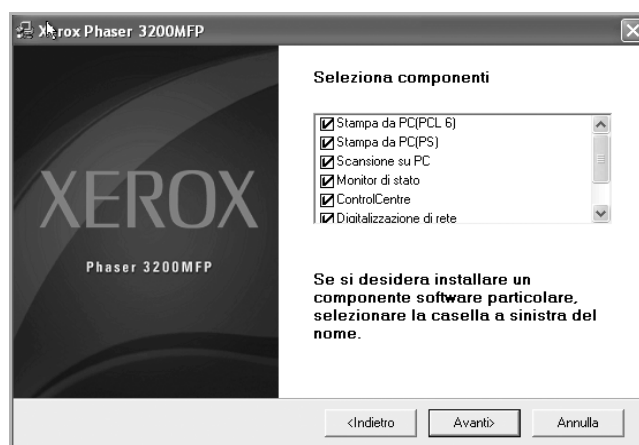 Xerox Phaser 3200MFP
Seleziona componenti
Stampa da PC(PCL 6)
Stampa da PC(PS)
Scansione su PC
Monitor di stato
ControlCentre
Digitalizzazione di rete
XEROX
Phaser 3200MFP
Se si desidera installare un
componente software particolare,
selezionare la casella a sinistra del
nome.
<Indietro
Avanti>
Annulla